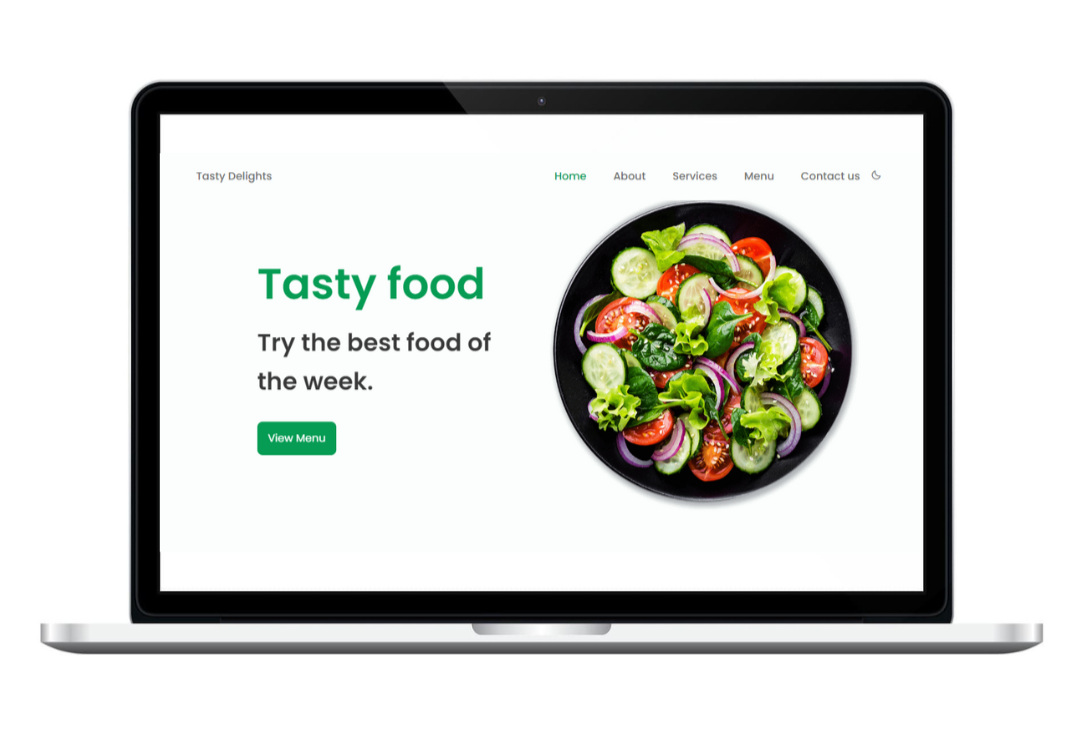 Tasty Delights
Home About Services Menu Contact us
Tasty food
Try the best food of
the week.
View Menu